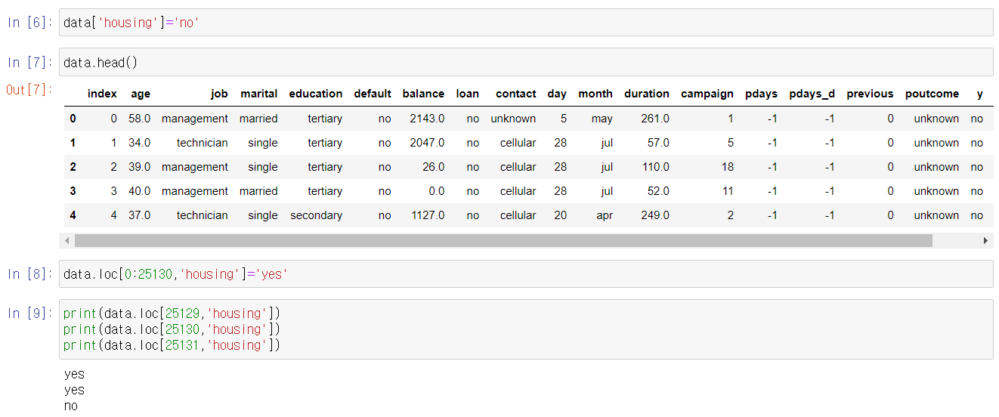 In [6]: data['housing']='no'
In [7]: data.head()
Out[7]:
index age job marital education default balance loan contact day month duration campaign pdays pdays_d previous poutcome y
0 0 58.0 management married tertiary no 2143.0 no unknown 5 may 261.0 1 -1 -1 0 unknown no
1 1 34.0 technician single tertiary no 2047.0 no cellular 28 jul 57.0 5 -1 -1 0 unknown no
2 2 39.0 management single tertiary no 26.0 no cellular 28 jul 110.0 18 -1 -1 0 unknown no
3 3 40.0 management married tertiary no 0.0 no cellular 28 jul 52.0 11 -1 -1 0 unknown no
4 4 37.0 technician single secondary no 1127.0 no cellular 20 apr 249.0 2 -1 -1 0 unknown no
In [8]: data.loc[0:25130,'housing']='yes'
In [9]: print(data.loc[25129,'housing'])
print(data.loc[25130,'housing'])
print(data.loc[25131,'housing'])
yes
yes
no